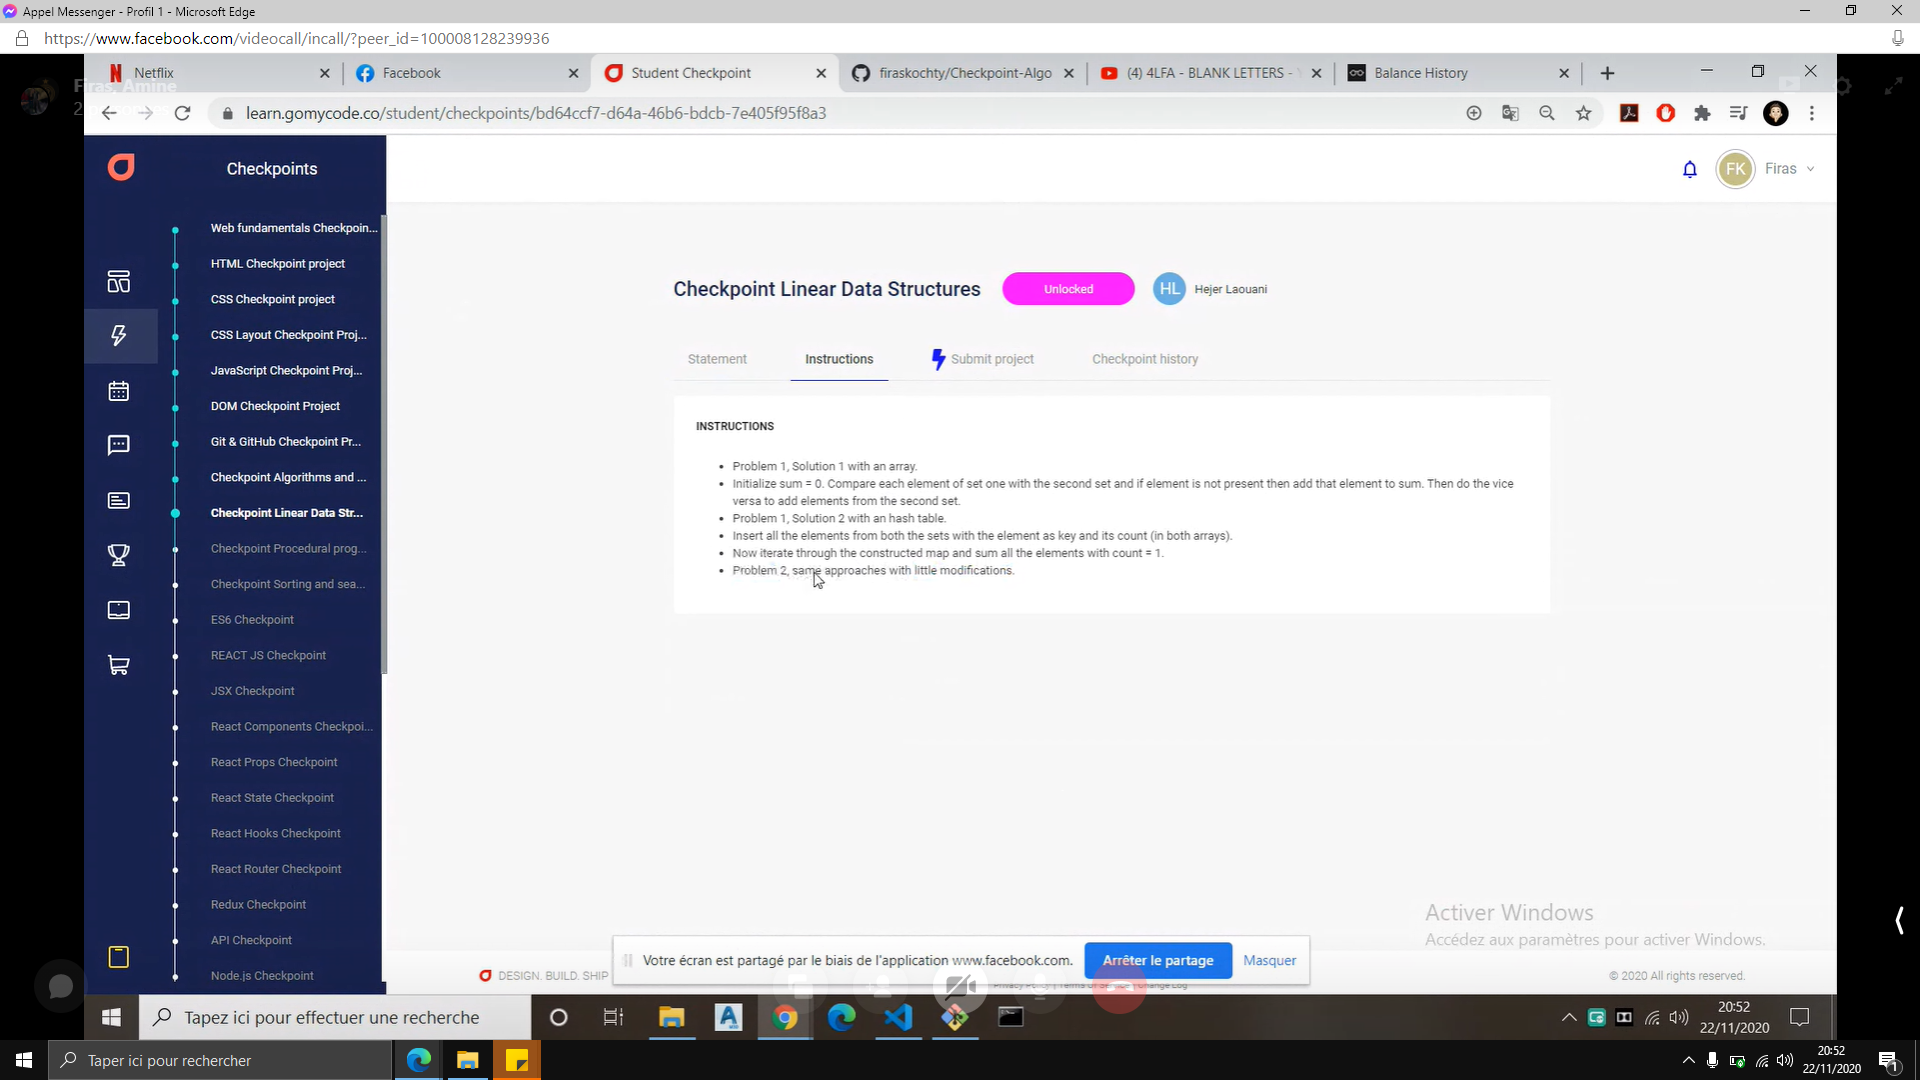 Appel Messenger - Profil 1 - Microsoft Edge
https://www.facebook.com/videocall/incall/?peer_id=100008128239936
Netflix
Facebook
Student Checkpoint
firaskochty/Checkpoint-Algo
(4) 4LFA - BLANK LETTERS -
Balance History
Firas, Amine
learn.gomycode.co/student/checkpoints/bd64ccf7-d64a-46b6-bdcb-7e405f95f8a3
Checkpoints
FK
Firas
Web fundamentals Checkpoin...
HTML Checkpoint project
CSS Checkpoint project
CSS Layout Checkpoint Proj...
JavaScript Checkpoint Proj...
DOM Checkpoint Project
Git & GitHub Checkpoint Pr...
Checkpoint Algorithms and ...
Checkpoint Linear Data Str...
Checkpoint Procedural prog...
Checkpoint Sorting and sea...
ES6 Checkpoint
REACT JS Checkpoint
JSX Checkpoint
React Components Checkpoi...
React Props Checkpoint
React State Checkpoint
React Hooks Checkpoint
React Router Checkpoint
Redux Checkpoint
API Checkpoint
Node.js Checkpoint
Checkpoint Linear Data Structures
Unlocked
HL
Hejer Laouani
Statement
Instructions
Submit project
Checkpoint history
INSTRUCTIONS
Problem 1, Solution 1 with an array.
Initialize sum = 0. Compare each element of set one with the second set and if element is not present then add that element to sum. Then do the vice
versa to add elements from the second set.
Problem 1, Solution 2 with an hash table.
Insert all the elements from both the sets with the element as key and its count (in both arrays).
Now iterate through the constructed map and sum all the elements with count = 1.
Problem 2, same approaches with little modifications.
Activer Windows
Accédez aux paramètres pour activer Windows.
Votre écran est partagé par le biais de l'application www.facebook.com.
Arrêter le partage
Masquer
DESIGN. BUILD. SHIP
Privacy Policy | Terms Of Service | Change Log
© 2020 All rights reserved.
Tapez ici pour effectuer une recherche
20:52
22/11/2020
Taper ici pour rechercher
20:52
22/11/2020
1